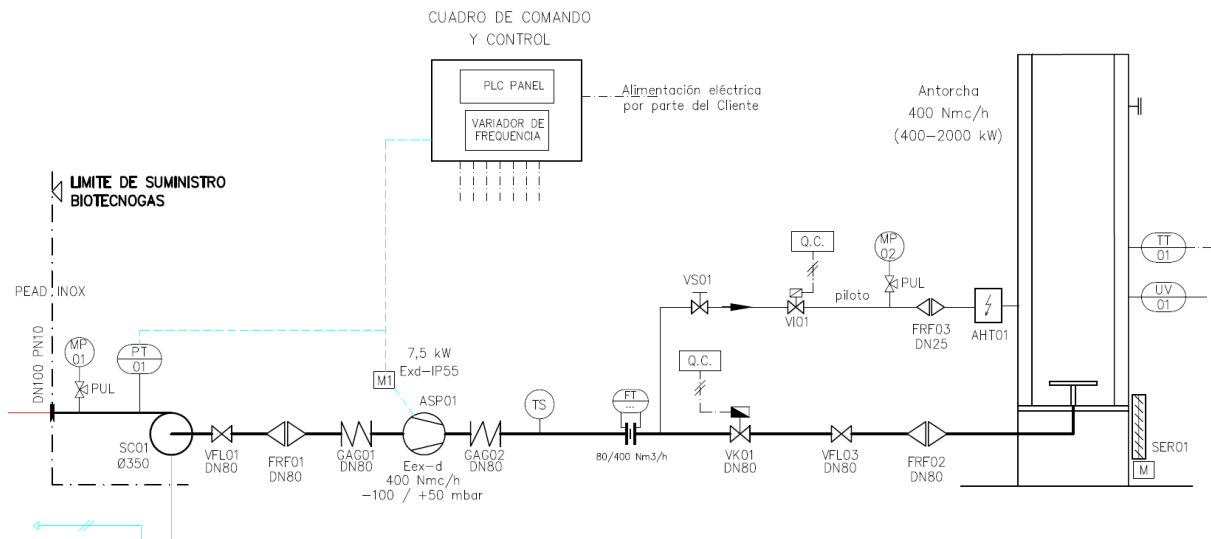 CUADRO DE COMANDO
Y CONTROL
PLC PANEL
VARIADOR DE
FREQUENCIA
Alimentación eléctrica
por parte del Cliente
Antorcha
400 Nmc/h
(400-2000 kW)
LIMITE DE SUMINISTRO
BIOTECNOGAS
PEAD
INOX
DN100 PN10
MP
01
PUL
PT
01
SC01
Ø350
VFL01
DN80
FRF01
DN80
GAG01
DN80
M1
7,5 kW
Exd-IP55
ASP01
Eex-d
400 Nmc/h
-100 / +50 mbar
GAG02
DN80
TS
FT
...
80/400 Nm3/h
VS01
Q.C.
VI01
piloto
MP
02
PUL
FRF03
DN25
AHT01
Q.C.
VK01
DN80
VFL03
DN80
FRF02
DN80
TT
01
UV
01
SER01
M